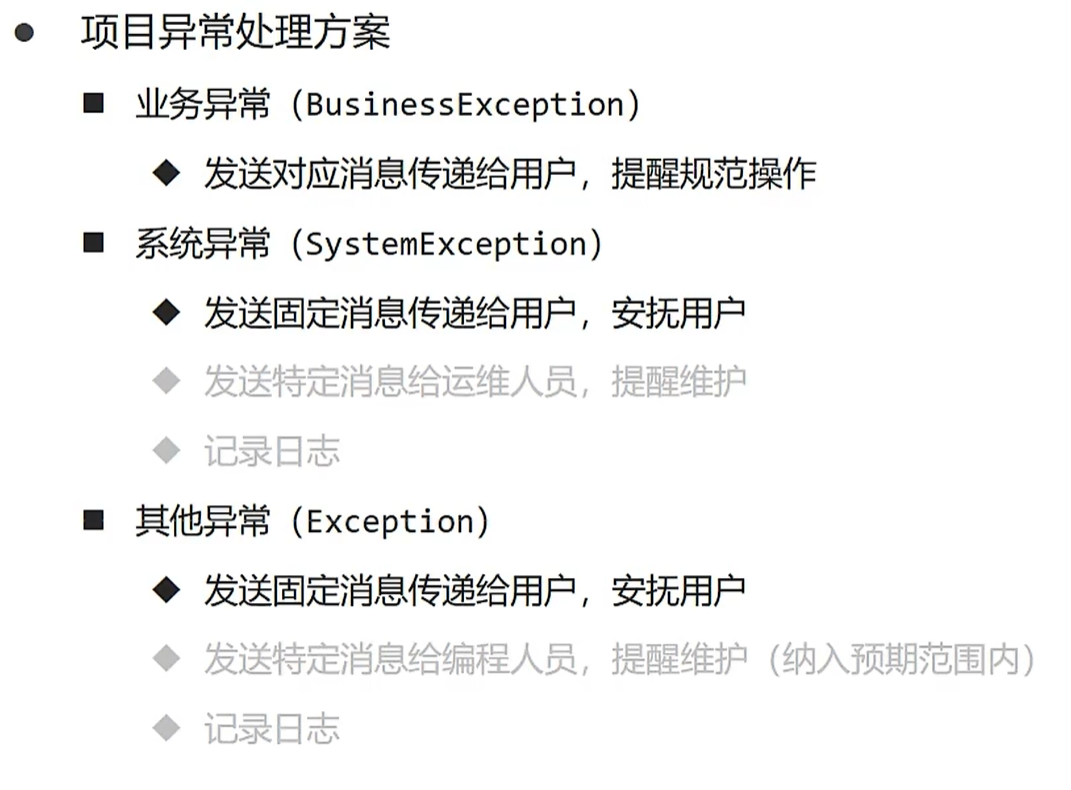 项目异常处理方案
业务异常（BusinessException）
发送对应消息传递给用户，提醒规范操作
系统异常（SystemException）
发送固定消息传递给用户，安抚用户
发送特定消息给运维人员，提醒维护
记录日志
其他异常（Exception）
发送固定消息传递给用户，安抚用户
发送特定消息给编程人员，提醒维护（纳入预期范围内）
记录日志